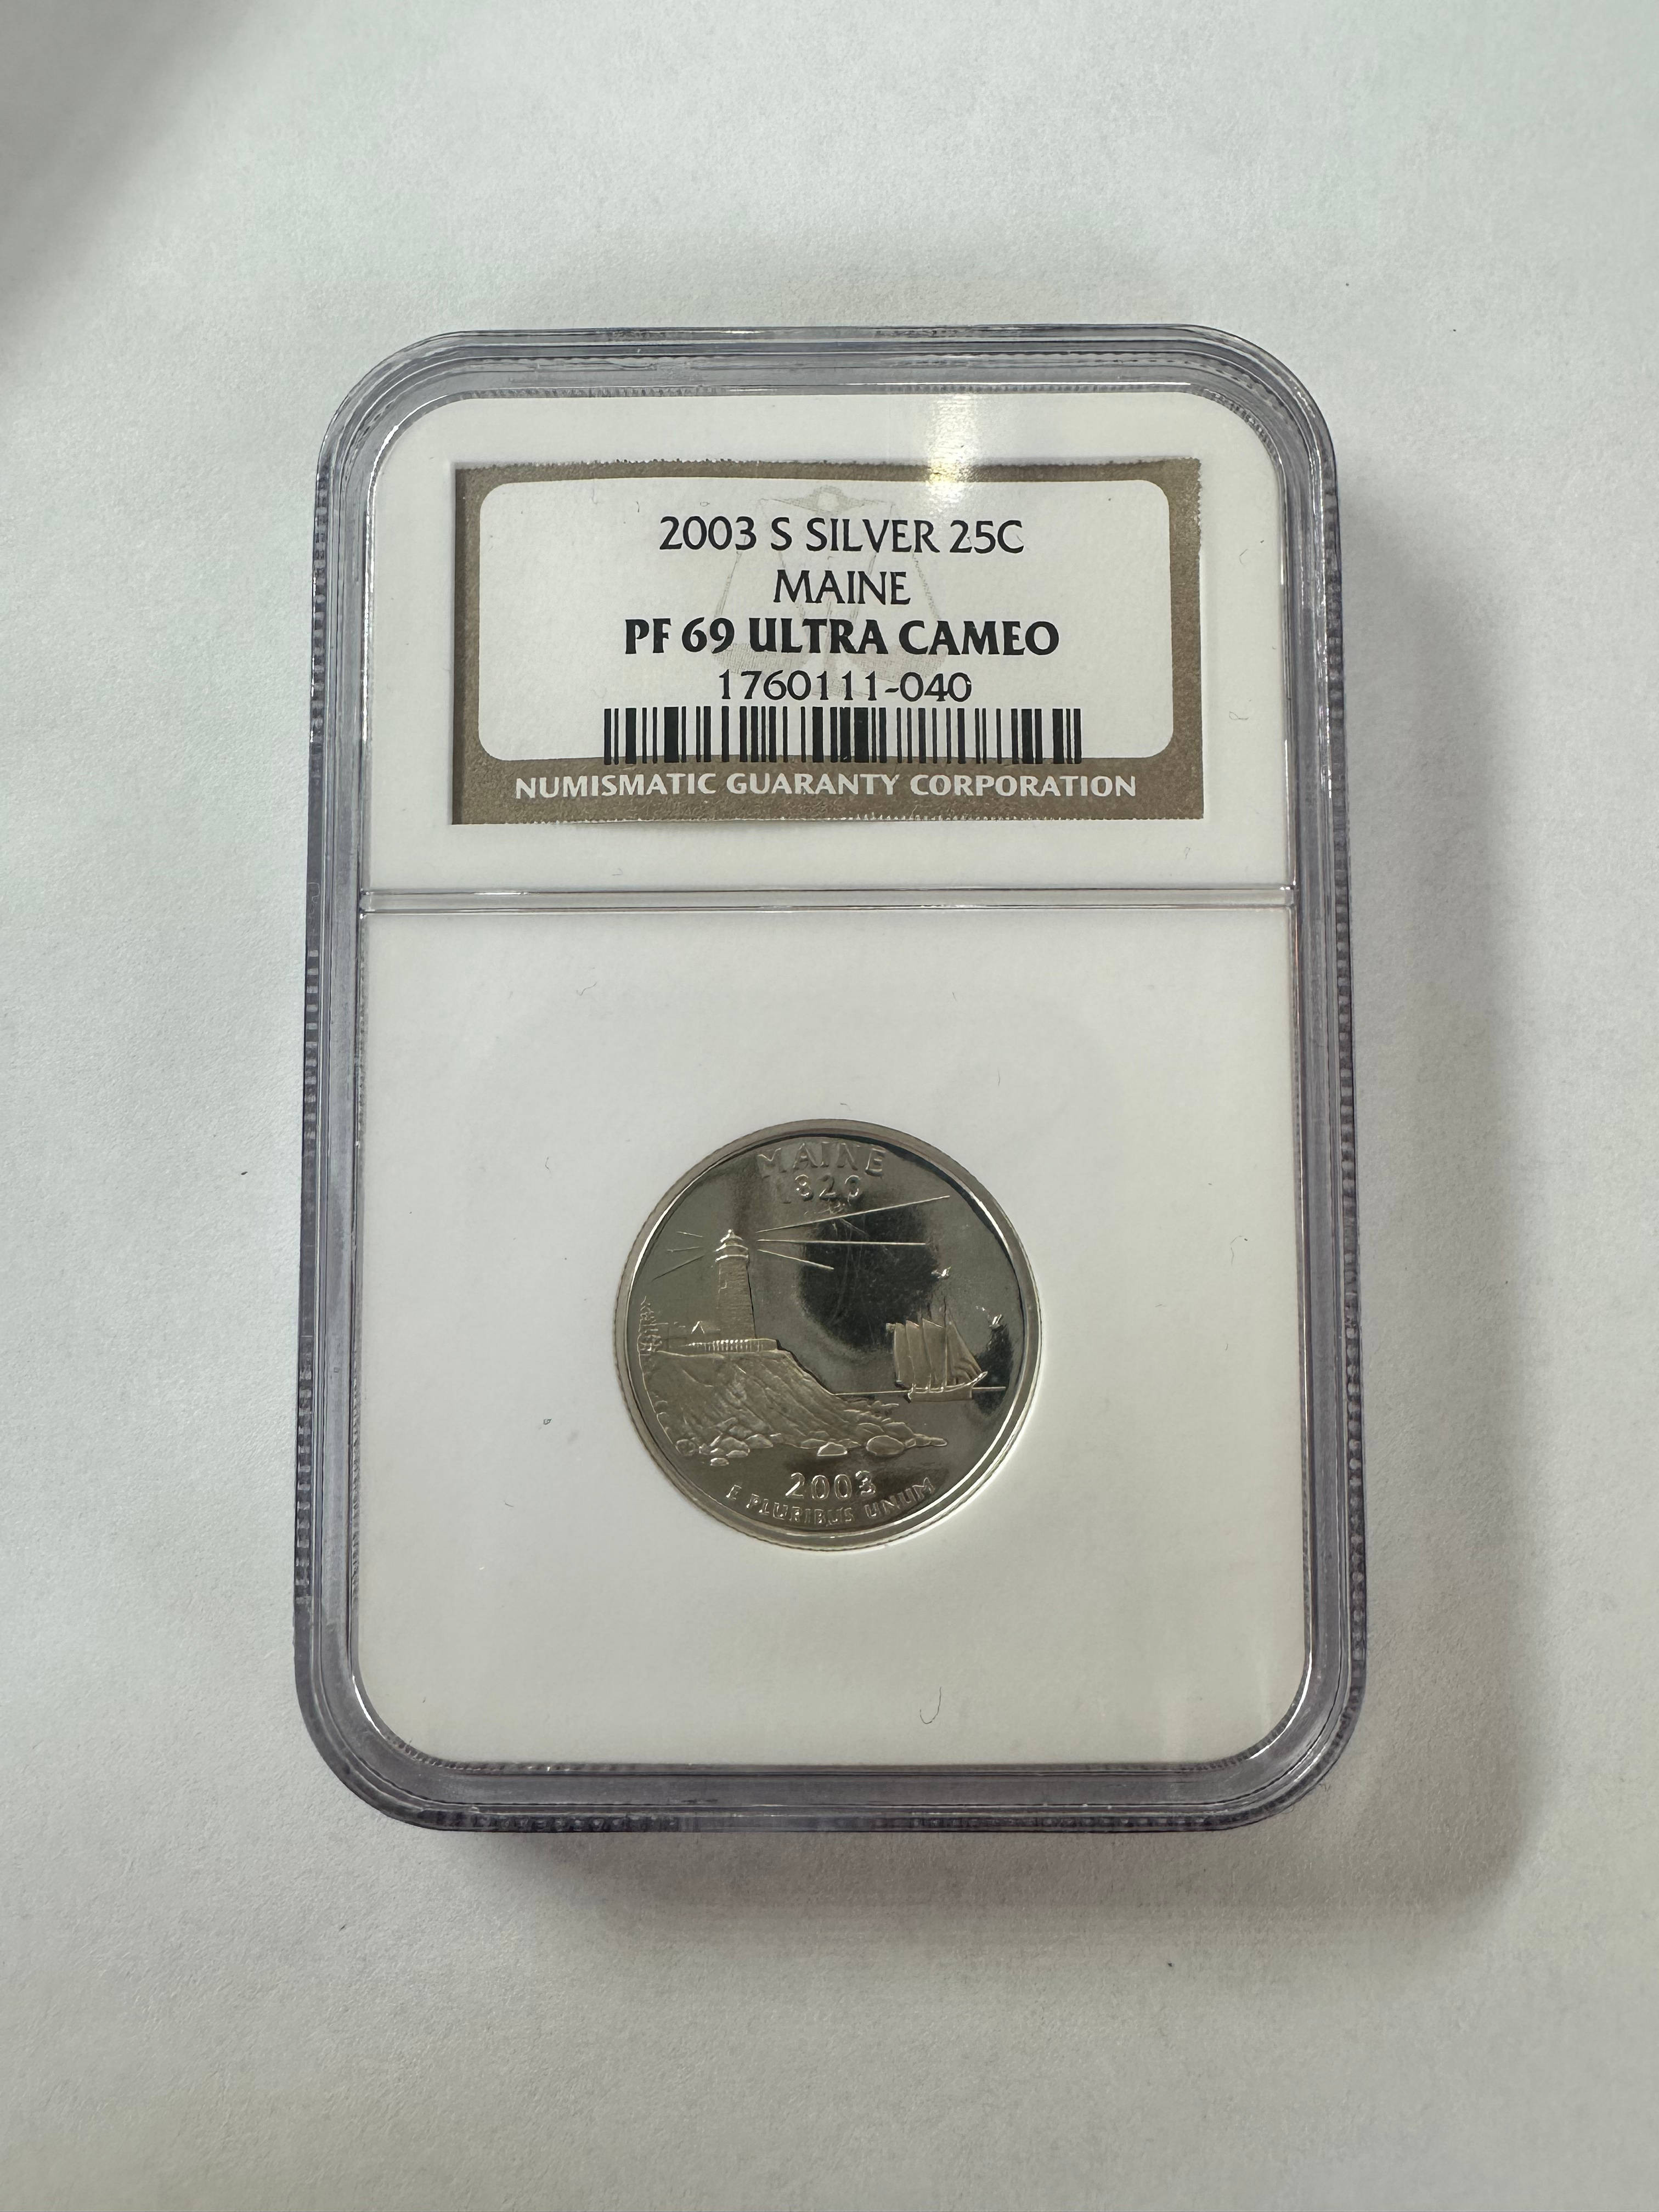 2003 S SILVER 25C
MAINE
PF 69 ULTRA CAMEO
1760111-040
NUMISMATIC GUARANTY CORPORATION
MAINE
1820
2003
E PLURIBUS UNUM